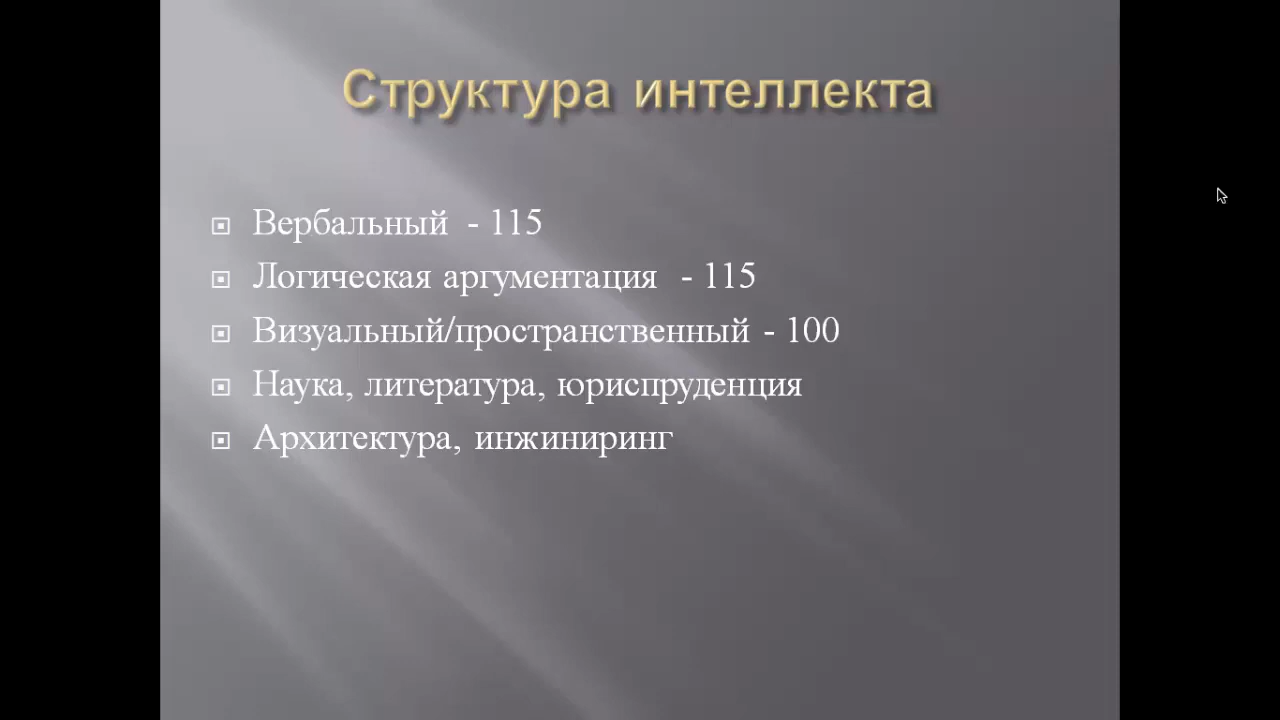 Структура интеллекта
Вербальный - 115
Логическая аргументация - 115
Визуальный/пространственный - 100
Наука, литература, юриспруденция
Архитектура, инжиниринг